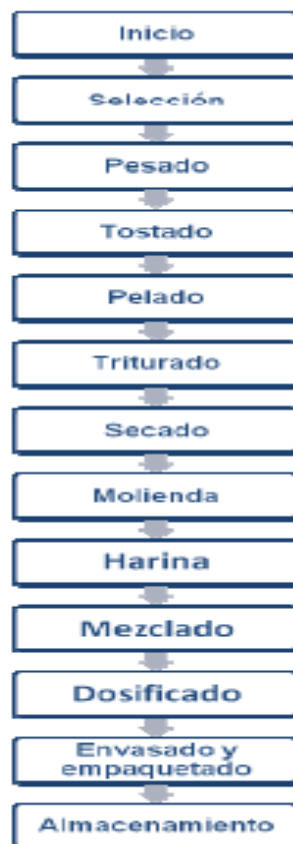 Inicio
Selección
Pesado
Tostado
Pelado
Triturado
Secado
Molienda
Harina
Mezclado
Dosificado
Envasado y
empaquetado
Almacenamiento